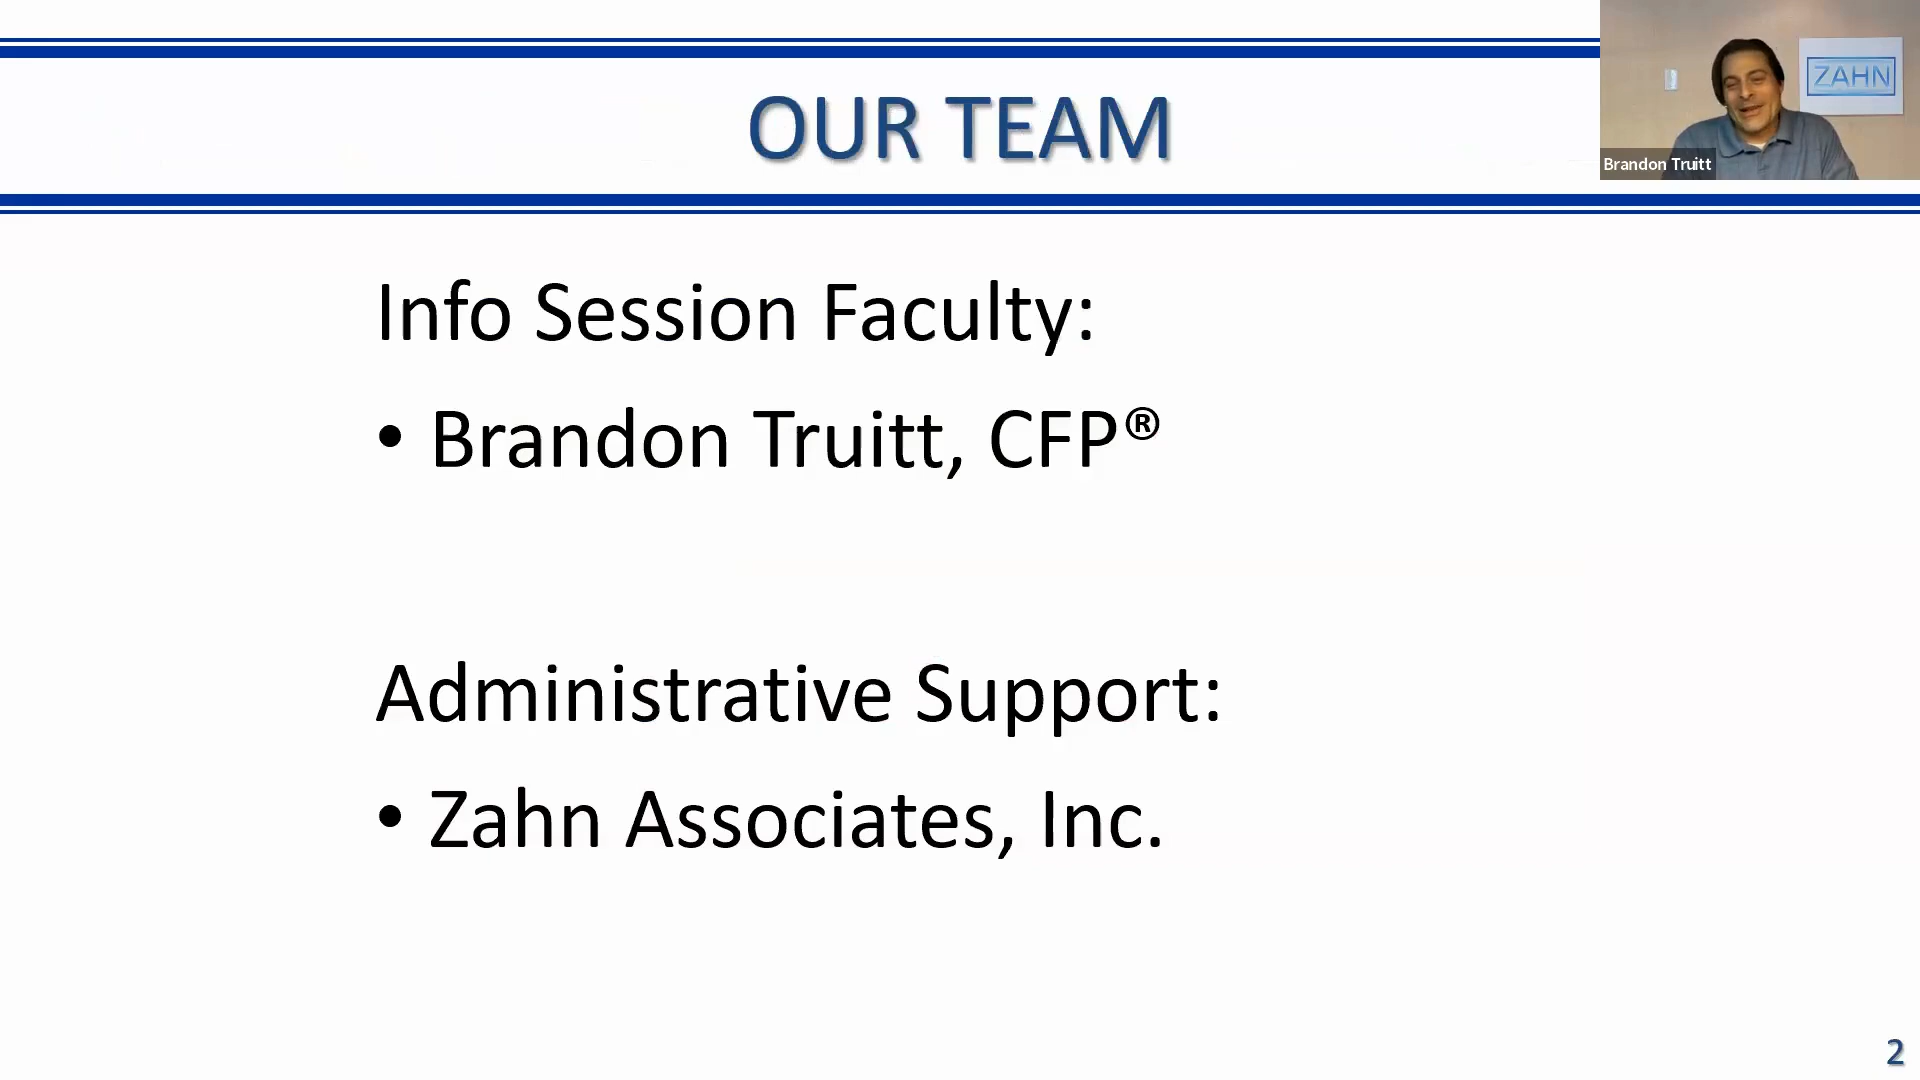 OUR TEAM
ZAHN
Brandon Truitt
Info Session Faculty:
• Brandon Truitt, CFP®
Administrative Support:
• Zahn Associates, Inc.
2